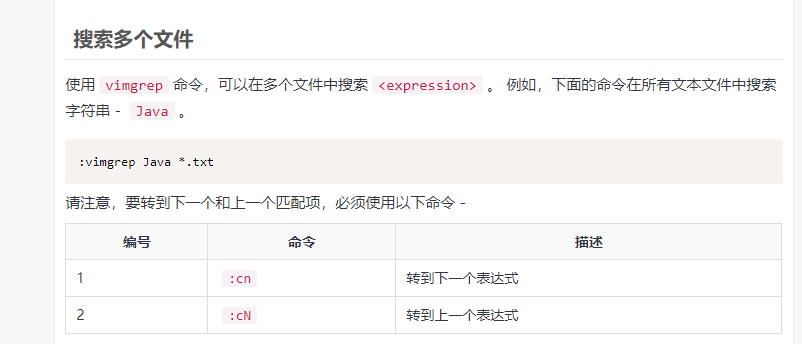 搜索多个文件
使用 vimgrep 命令，可以在多个文件中搜索 <expression> 。 例如，下面的命令在所有文本文件中搜索
字符串 - Java 。
:vimgrep Java *.txt
请注意，要转到下一个和上一个匹配项，必须使用以下命令 -
编号 命令 描述
1 :cn 转到下一个表达式
2 :cN 转到上一个表达式